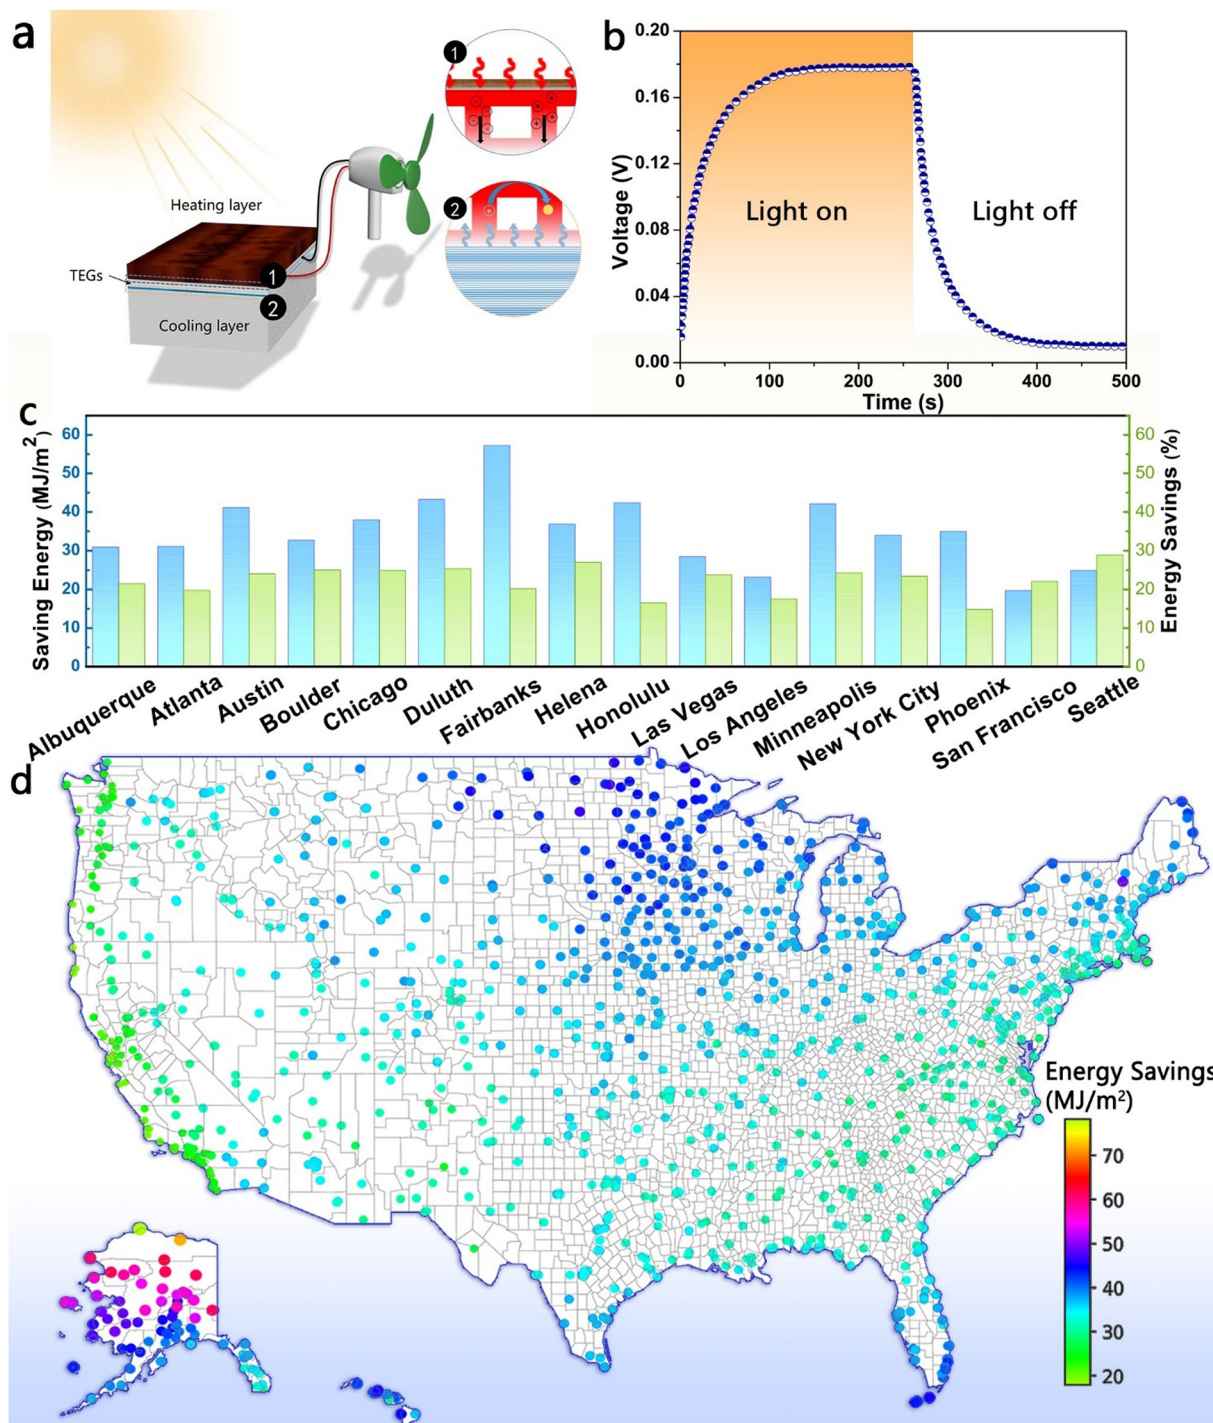 a
1
Heating layer
TEGs
1
2
Cooling layer
2
b
0.20
0.16
0.12
0.08
0.04
0.00
Voltage (V)
Light on
Light off
0
100
200
300
400
500
Time (s)
c
60
50
40
30
20
10
0
Saving Energy (MJ/m²)
60
50
40
30
20
10
0
Energy Savings (%)
Albuquerque
Atlanta
Austin
Boulder
Chicago
Duluth
Fairbanks
Helena
Honolulu
Las Vegas
Los Angeles
Minneapolis
New York City
Phoenix
San Francisco
Seattle
d
Energy Savings
(MJ/m²)
70
60
50
40
30
20